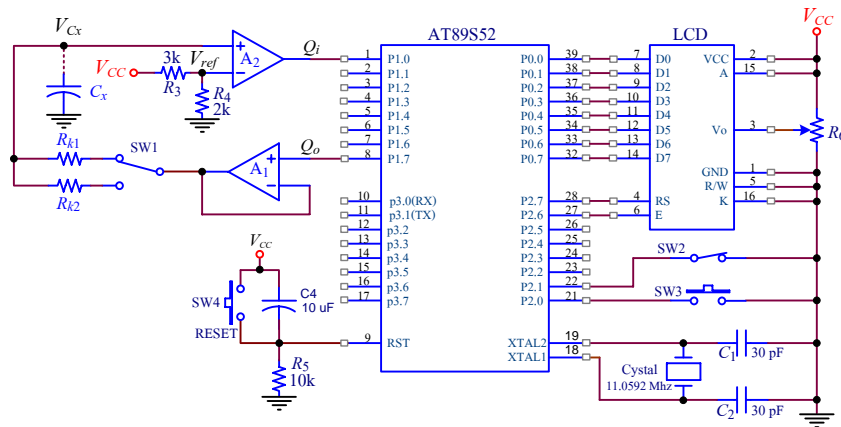 V_Cx
V_CC
3k
R_3
V_ref
R_4
2k
A_2
Q_i
C_x
R_k1
R_k2
SW1
A_1
Q_o
V_CC
SW4
RESET
C4
10 uF
R_5
10k
AT89S52
1 P1.0
2 P1.1
3 P1.2
4 P1.3
5 P1.4
6 P1.5
7 P1.6
8 P1.7
10 p3.0(RX)
11 p3.1(TX)
12 p3.2
13 p3.3
14 p3.4
15 p3.5
16 p3.6
17 p3.7
9 RST
P0.0 39
P0.1 38
P0.2 37
P0.3 36
P0.4 35
P0.5 34
P0.6 33
P0.7 32
P2.7 28
P2.6 27
P2.5 26
P2.4 25
P2.3 24
P2.2 23
P2.1 22
P2.0 21
XTAL2 19
XTAL1 18
LCD
7 D0
8 D1
9 D2
10 D3
11 D4
12 D5
13 D6
14 D7
4 RS
6 E
VCC 2
A 15
Vo 3
GND 1
R/W 5
K 16
V_CC
SW2
SW3
Cystal
11.0592 Mhz
C_1 30 pF
C_2 30 pF